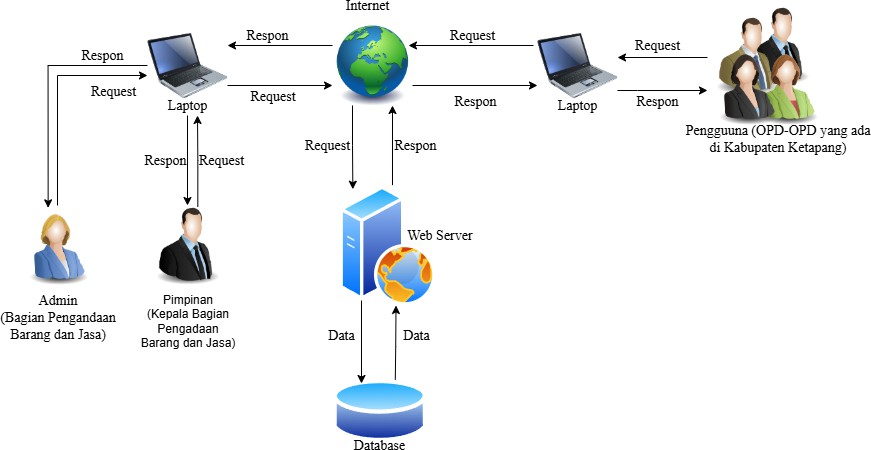 Internet
Respon
Request
Respon
Request
Request
Laptop
Request
Respon
Laptop
Respon
Pengguuna (OPD-OPD yang ada
di Kabupaten Ketapang)
Respon
Request
Request
Respon
Web Server
Admin
(Bagian Pengandaan
Barang dan Jasa)
Pimpinan
(Kepala Bagian
Pengadaan
Barang dan Jasa)
Data
Data
Database